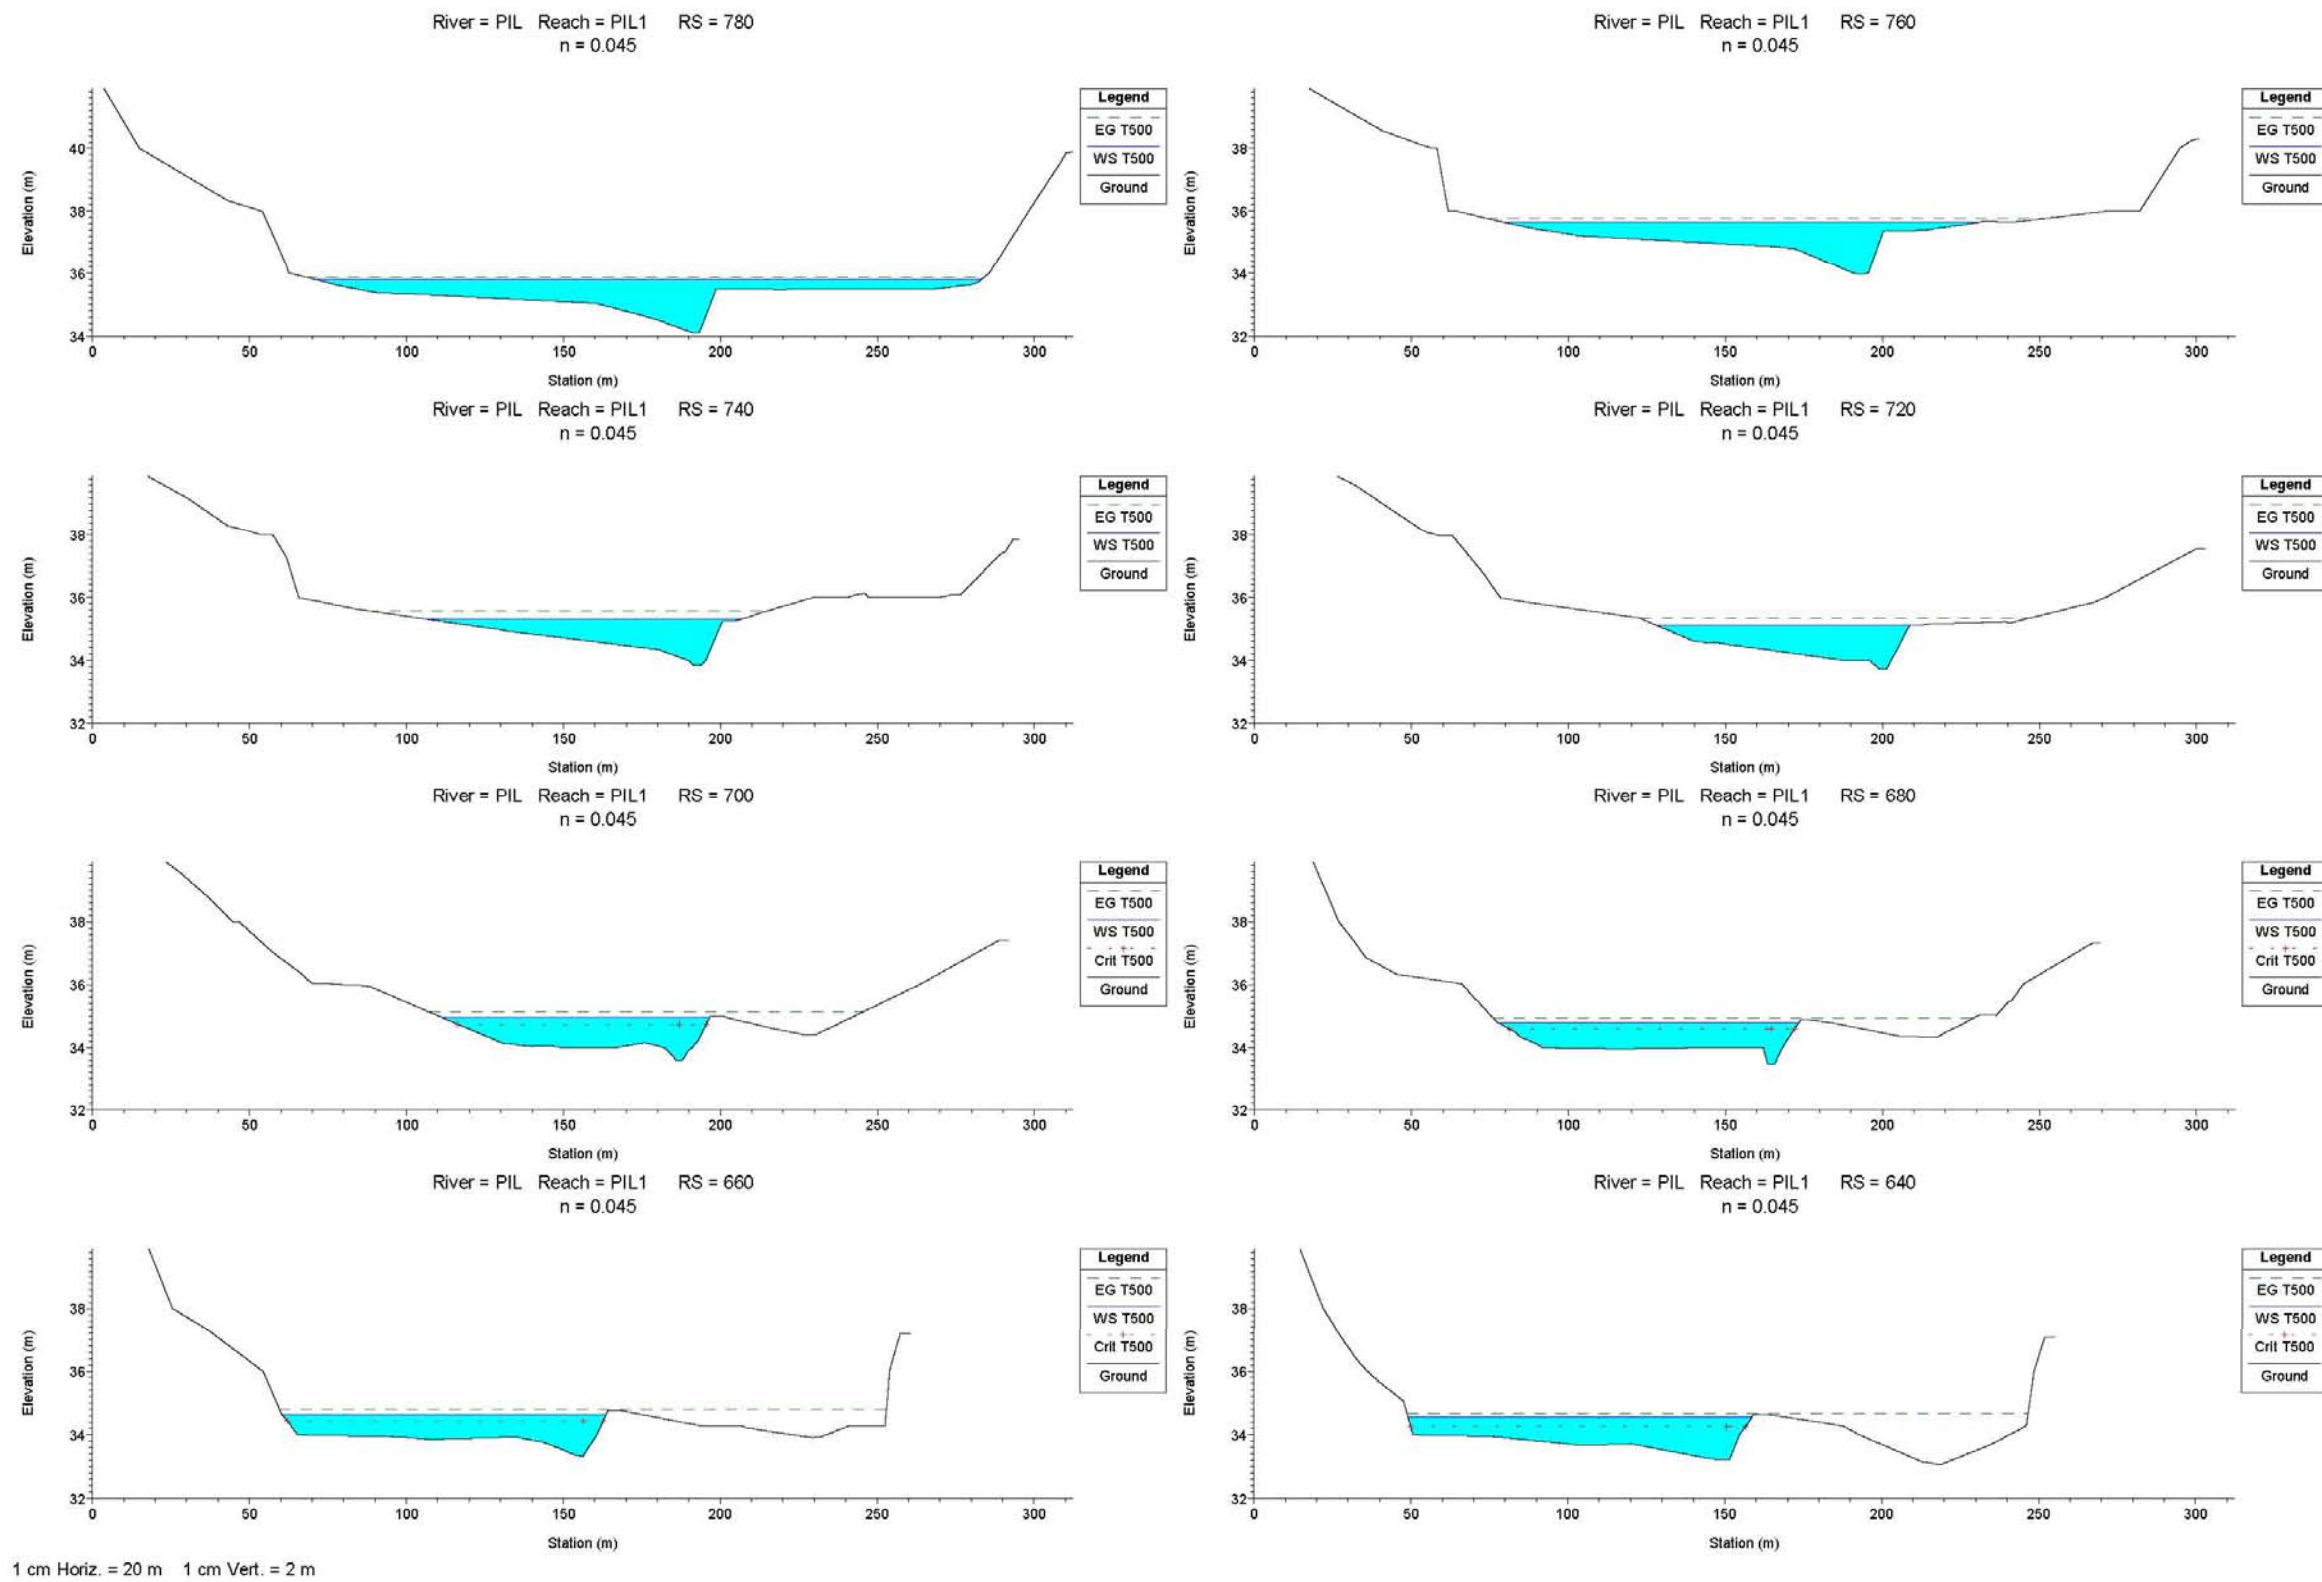 River = PIL   Reach = PIL1      RS = 780
n = 0.045
Legend
EG T500
WS T500
Ground
Elevation (m)
40
38
36
34
0 50 100 150 200 250 300
Station (m)
River = PIL   Reach = PIL1      RS = 760
n = 0.045
Legend
EG T500
WS T500
Ground
Elevation (m)
38
36
34
32
0 50 100 150 200 250 300
Station (m)
River = PIL   Reach = PIL1      RS = 740
n = 0.045
Legend
EG T500
WS T500
Ground
Elevation (m)
38
36
34
32
0 50 100 150 200 250 300
Station (m)
River = PIL   Reach = PIL1      RS = 720
n = 0.045
Legend
EG T500
WS T500
Ground
Elevation (m)
38
36
34
32
0 50 100 150 200 250 300
Station (m)
River = PIL   Reach = PIL1      RS = 700
n = 0.045
Legend
EG T500
WS T500
Crit T500
Ground
Elevation (m)
38
36
34
32
0 50 100 150 200 250 300
Station (m)
River = PIL   Reach = PIL1      RS = 680
n = 0.045
Legend
EG T500
WS T500
Crit T500
Ground
Elevation (m)
38
36
34
32
0 50 100 150 200 250 300
Station (m)
River = PIL   Reach = PIL1      RS = 660
n = 0.045
Legend
EG T500
WS T500
Crit T500
Ground
Elevation (m)
38
36
34
32
0 50 100 150 200 250 300
Station (m)
River = PIL   Reach = PIL1      RS = 640
n = 0.045
Legend
EG T500
WS T500
Crit T500
Ground
Elevation (m)
38
36
34
32
0 50 100 150 200 250 300
Station (m)
1 cm Horiz. = 20 m    1 cm Vert. = 2 m